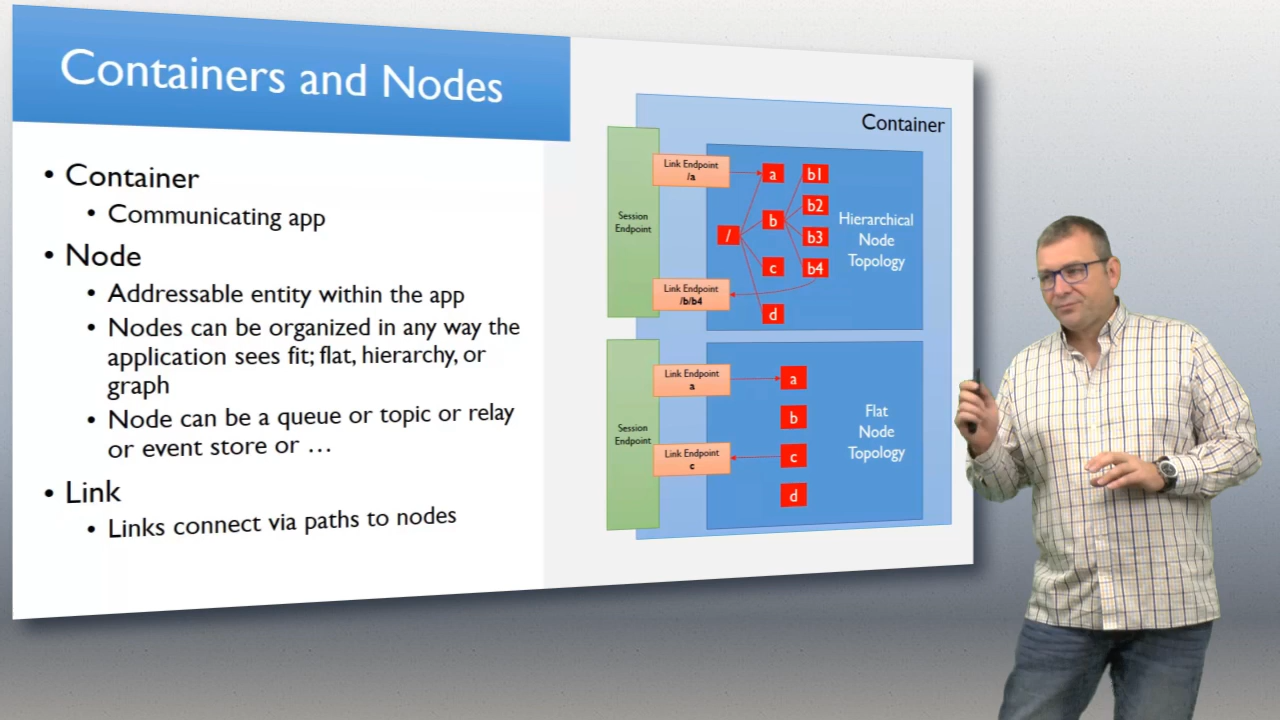 Containers and Nodes
• Container
• Communicating app
• Node
• Addressable entity within the app
• Nodes can be organized in any way the
application sees fit; flat, hierarchy, or
graph
• Node can be a queue or topic or relay
or event store or …
• Link
• Links connect via paths to nodes
Container
Session
Endpoint
Link Endpoint
/a
Link Endpoint
/b/b4
/
a
b
c
d
b1
b2
b3
b4
Hierarchical
Node
Topology
Session
Endpoint
Link Endpoint
a
Link Endpoint
c
a
b
c
d
Flat
Node
Topology